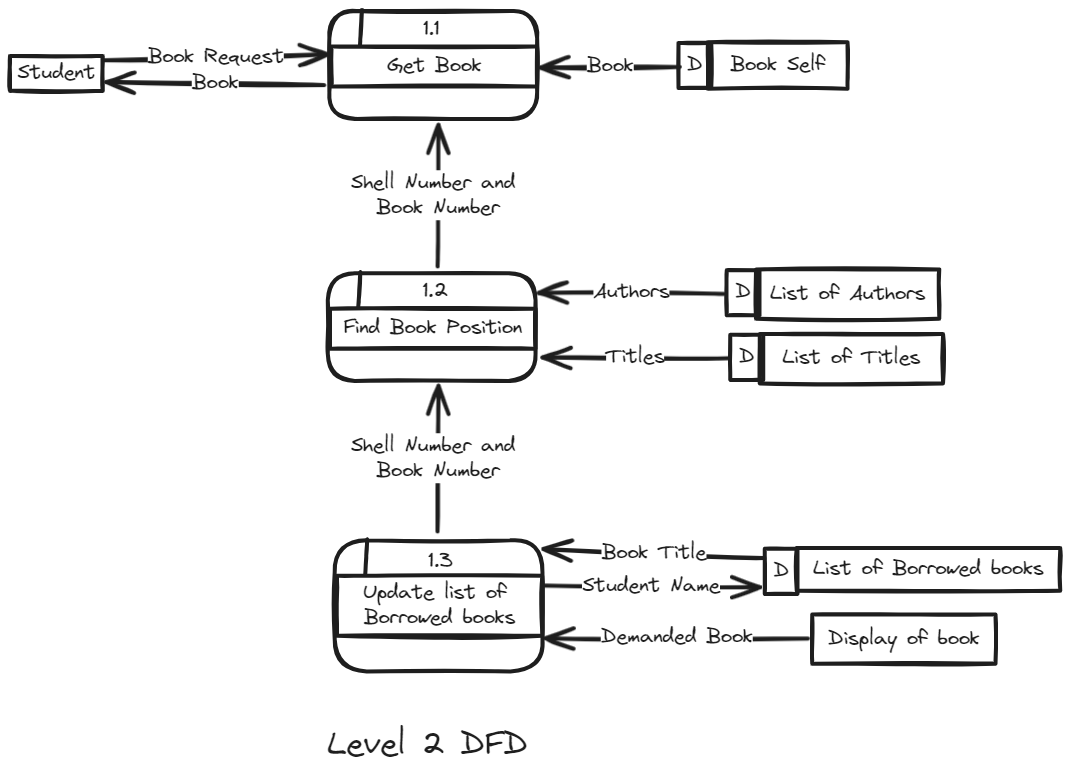 1.1
Book Request
Student
Book
Get Book
Book
D
Book Self
Shell Number and
Book Number
1.2
Find Book Position
Authors
D
List of Authors
Titles
D
List of Titles
Shell Number and
Book Number
1.3
Update list of
Borrowed books
Book Title
Student Name
D
List of Borrowed books
Demanded Book
Display of book
Level 2 DFD